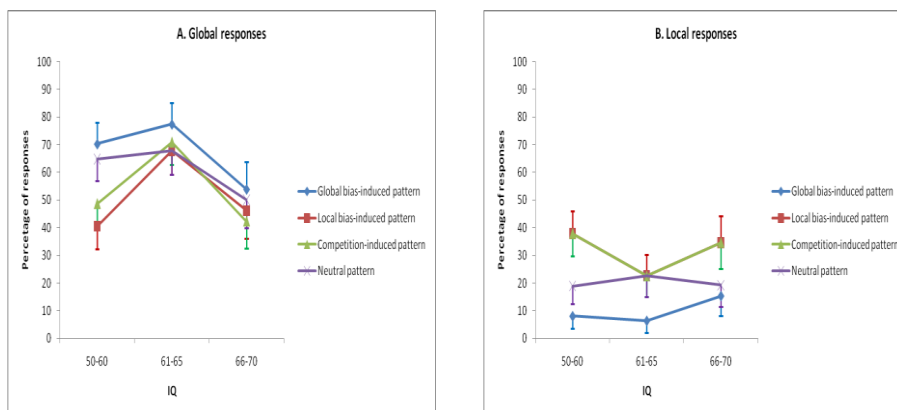 A. Global responses
Percetage of responses
100
90
80
70
60
50
40
30
20
10
0
50-60
61-65
66-70
IQ
Global bias-induced pattern
Local bias-induced pattern
Competition-induced pattern
Neutral pattern
B. Local responses
Percetage of responses
100
90
80
70
60
50
40
30
20
10
0
50-60
61-65
66-70
IQ
Global bias-induced pattern
Local bias-induced pattern
Competition-induced pattern
Neutral pattern